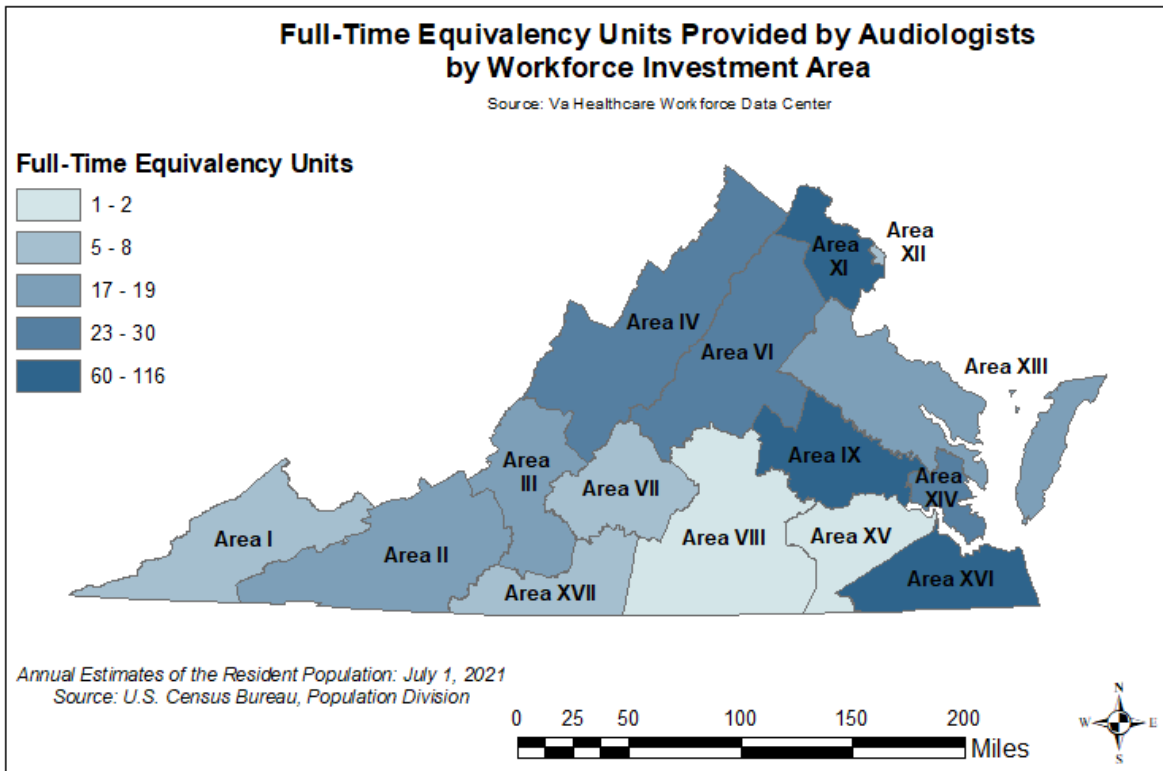 Full-Time Equivalency Units Provided by Audiologists
by Workforce Investment Area
Source: Va Healthcare Workforce Data Center
Full-Time Equivalency Units
1 - 2
5 - 8
17 - 19
23 - 30
60 - 116
Area
XII
Area
XI
Area IV
Area VI
Area XIII
Area
III
Area IX
Area VII
Area
XIV
Area I
Area II
Area VIII
Area XV
Area XVII
Area XVI
Annual Estimates of the Resident Population: July 1, 2021
Source: U.S. Census Bureau, Population Division
0 25 50 100 150 200
Miles
N
W E
S